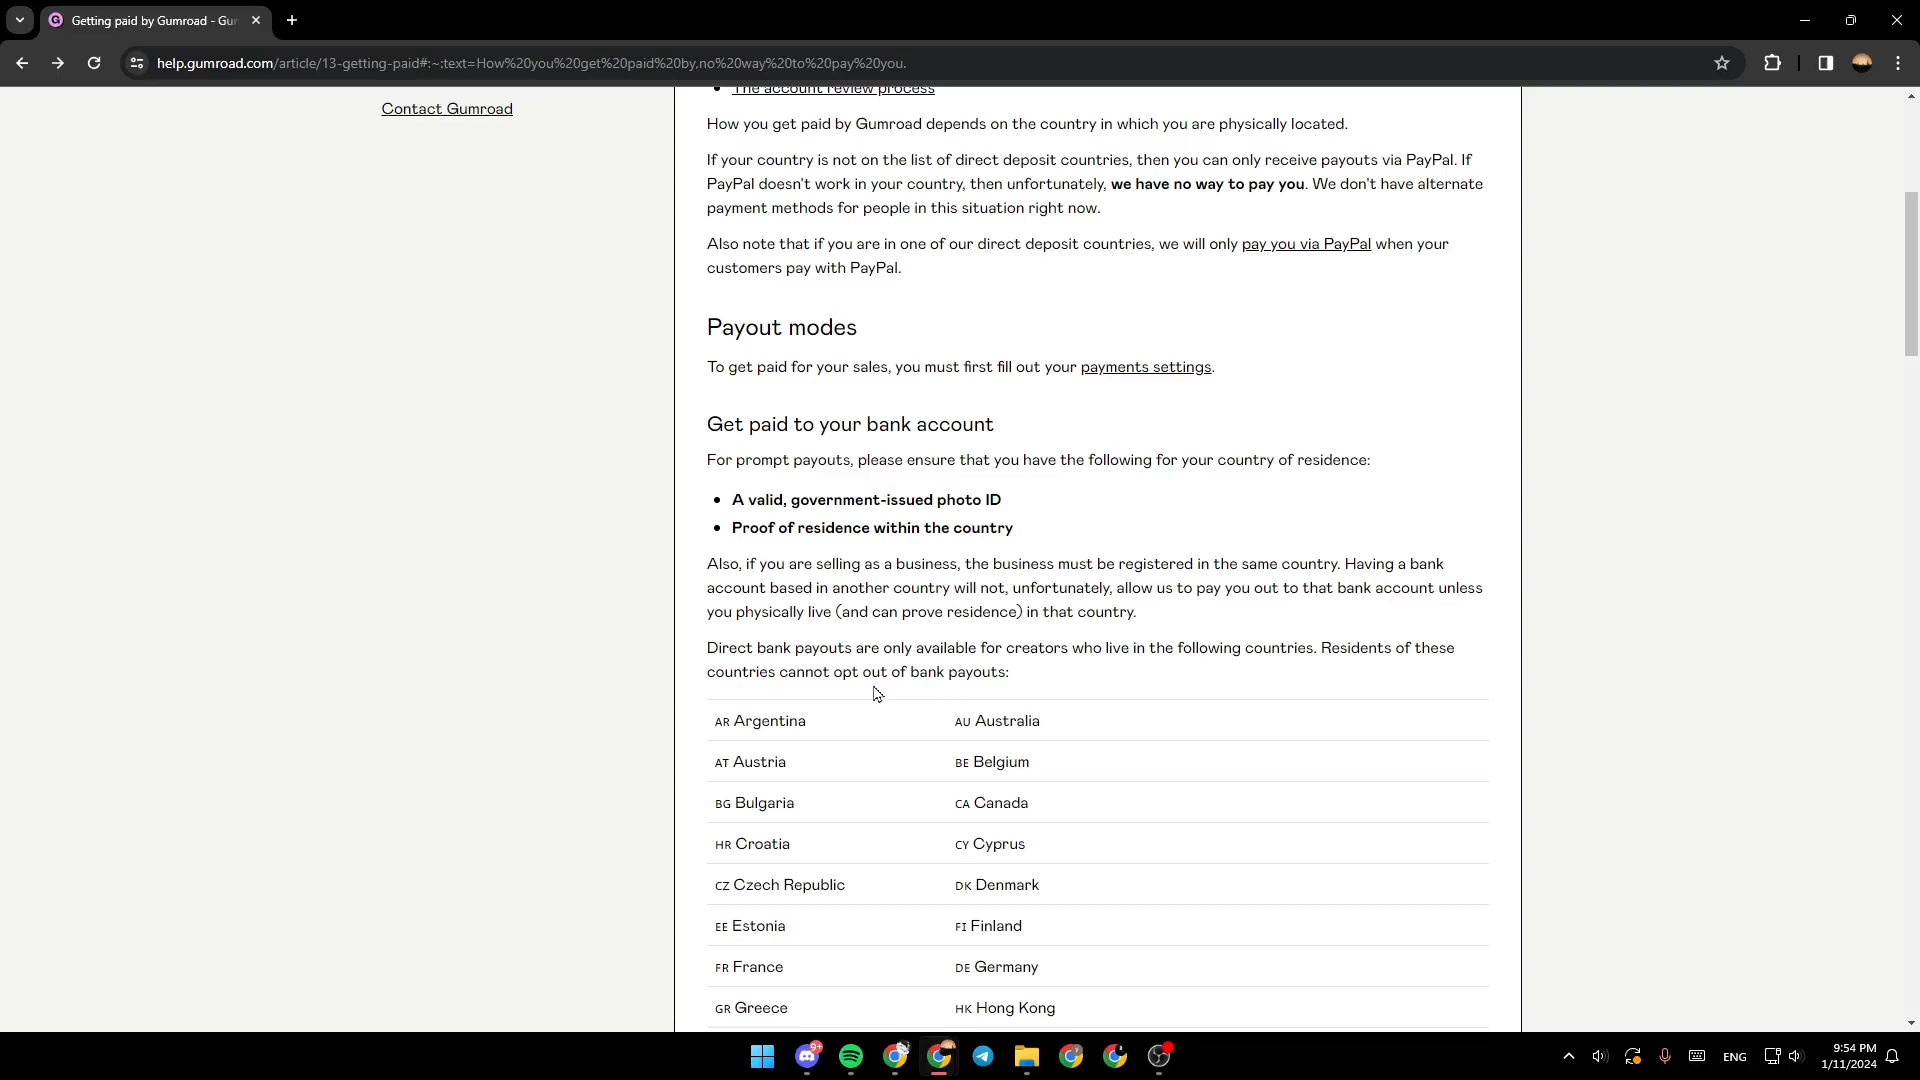 Getting paid by Gumroad - Gu
help.gumroad.com/article/13-getting-paid#:~:text=How%20you%20get%20paid%20by,no%20way%20to%20pay%20you.
Contact Gumroad
The account review process
How you get paid by Gumroad depends on the country in which you are physically located.
If your country is not on the list of direct deposit countries, then you can only receive payouts via PayPal. If
PayPal doesn't work in your country, then unfortunately, we have no way to pay you. We don't have alternate
payment methods for people in this situation right now.
Also note that if you are in one of our direct deposit countries, we will only pay you via PayPal when your
customers pay with PayPal.
Payout modes
To get paid for your sales, you must first fill out your payments settings.
Get paid to your bank account
For prompt payouts, please ensure that you have the following for your country of residence:
A valid, government-issued photo ID
Proof of residence within the country
Also, if you are selling as a business, the business must be registered in the same country. Having a bank
account based in another country will not, unfortunately, allow us to pay you out to that bank account unless
you physically live (and can prove residence) in that country.
Direct bank payouts are only available for creators who live in the following countries. Residents of these
countries cannot opt out of bank payouts:
AR Argentina AU Australia
AT Austria BE Belgium
BG Bulgaria CA Canada
HR Croatia CY Cyprus
CZ Czech Republic DK Denmark
EE Estonia FI Finland
FR France DE Germany
GR Greece HK Hong Kong
9+
ENG
9:54 PM
1/11/2024